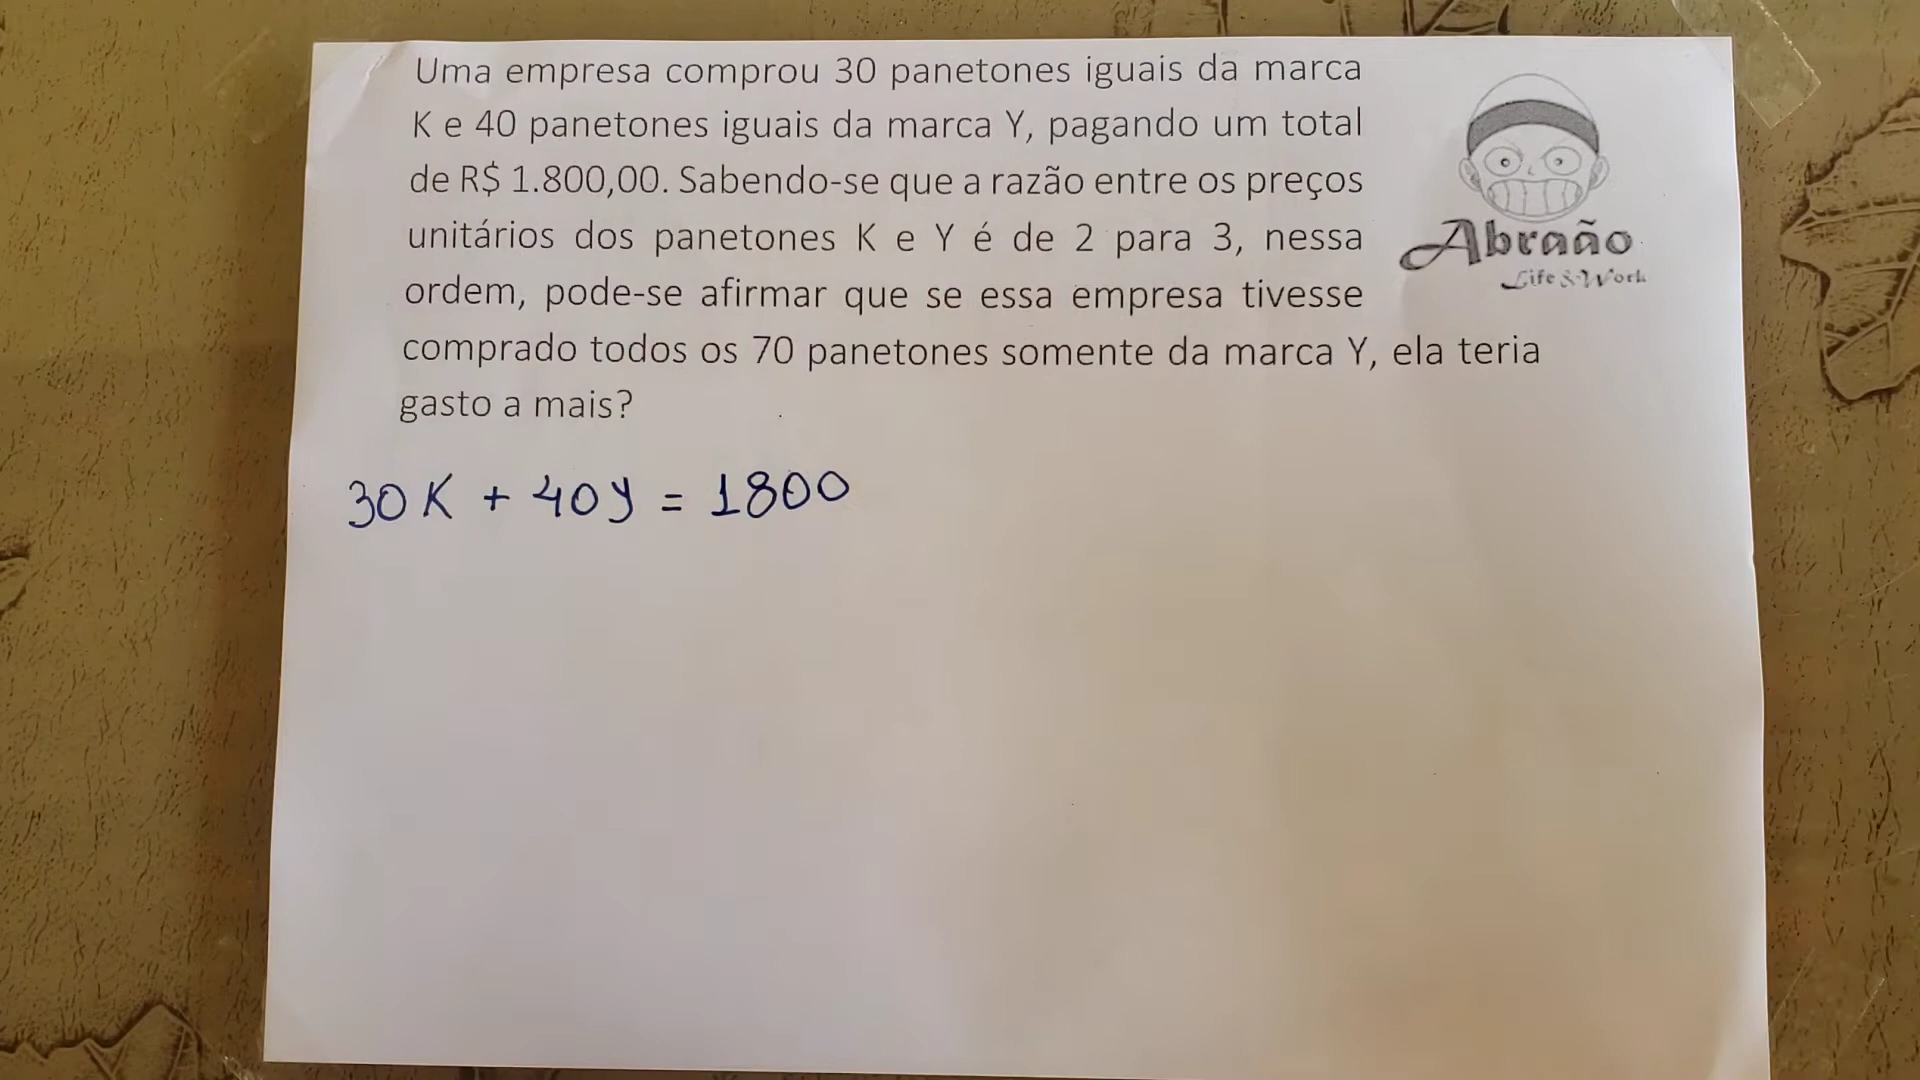 Uma empresa comprou 30 panetones iguais da marca
K e 40 panetones iguais da marca Y, pagando um total
de R$ 1.800,00. Sabendo-se que a razão entre os preços
unitários dos panetones K e Y é de 2 para 3, nessa
ordem, pode-se afirmar que se essa empresa tivesse
comprado todos os 70 panetones somente da marca Y, ela teria
gasto a mais?
Abraão
Life & Work
30K + 40y = 1800